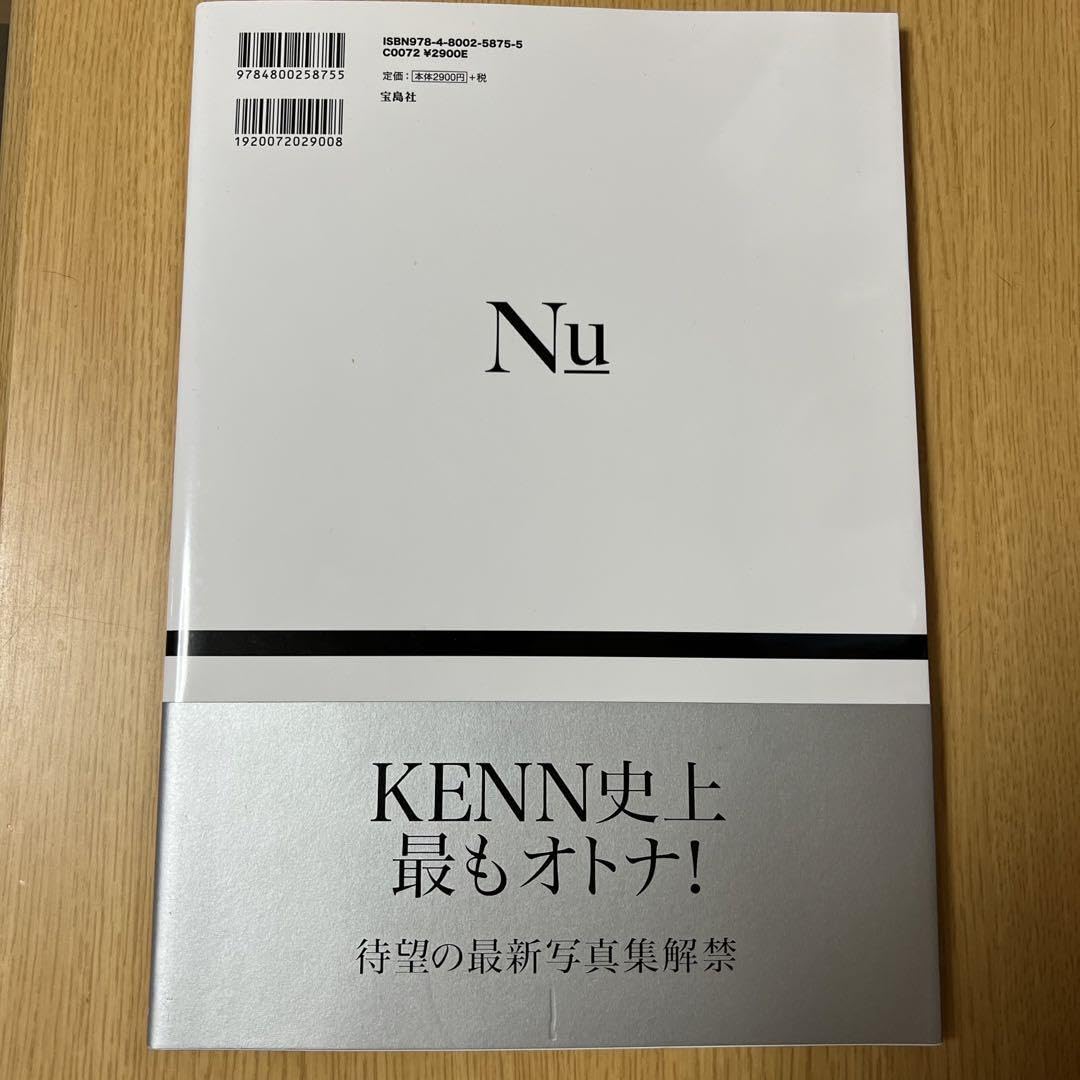 ISBN978-4-8002-5875-5
C0072 ¥2900E
9784800258755
定価：本体2900円+税
宝島社
1920072029008
Nu
KENN史上
最もオトナ!
待望の最新写真集解禁